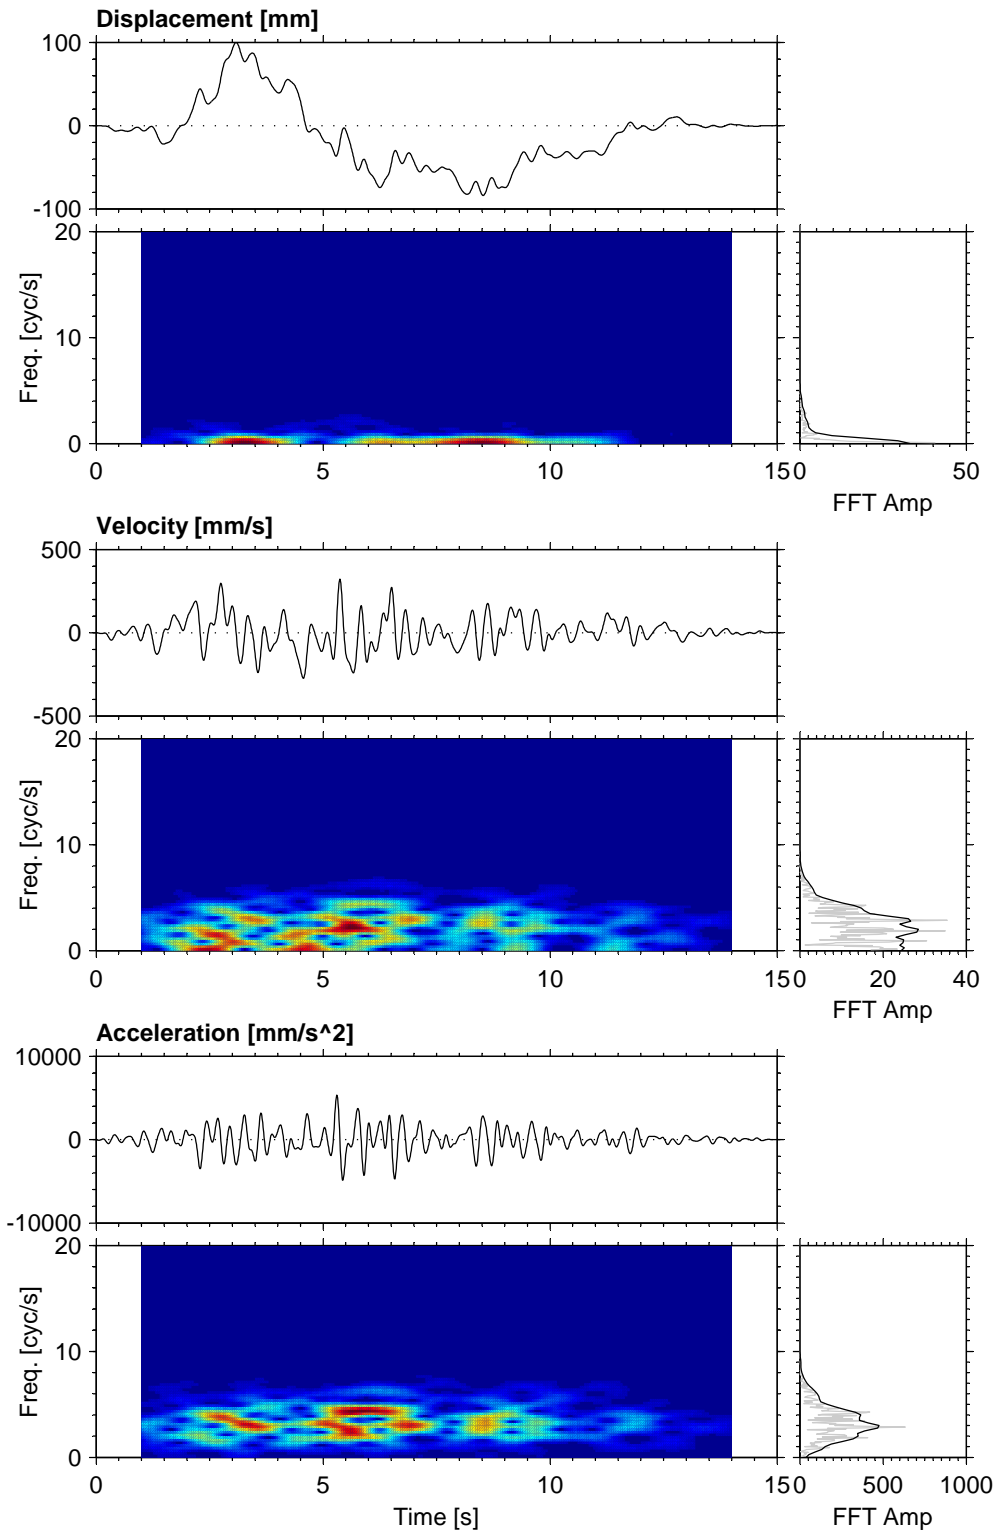 Displacement [mm]
100
0
-100
20
10
0
Freq. [cyc/s]
0 5 10 15
0 50
FFT Amp
Velocity [mm/s]
500
0
-500
20
10
0
Freq. [cyc/s]
0 5 10 15
0 20 40
FFT Amp
Acceleration [mm/s^2]
10000
0
-10000
20
10
0
Freq. [cyc/s]
0 5 10 15
0 500 1000
Time [s]
FFT Amp